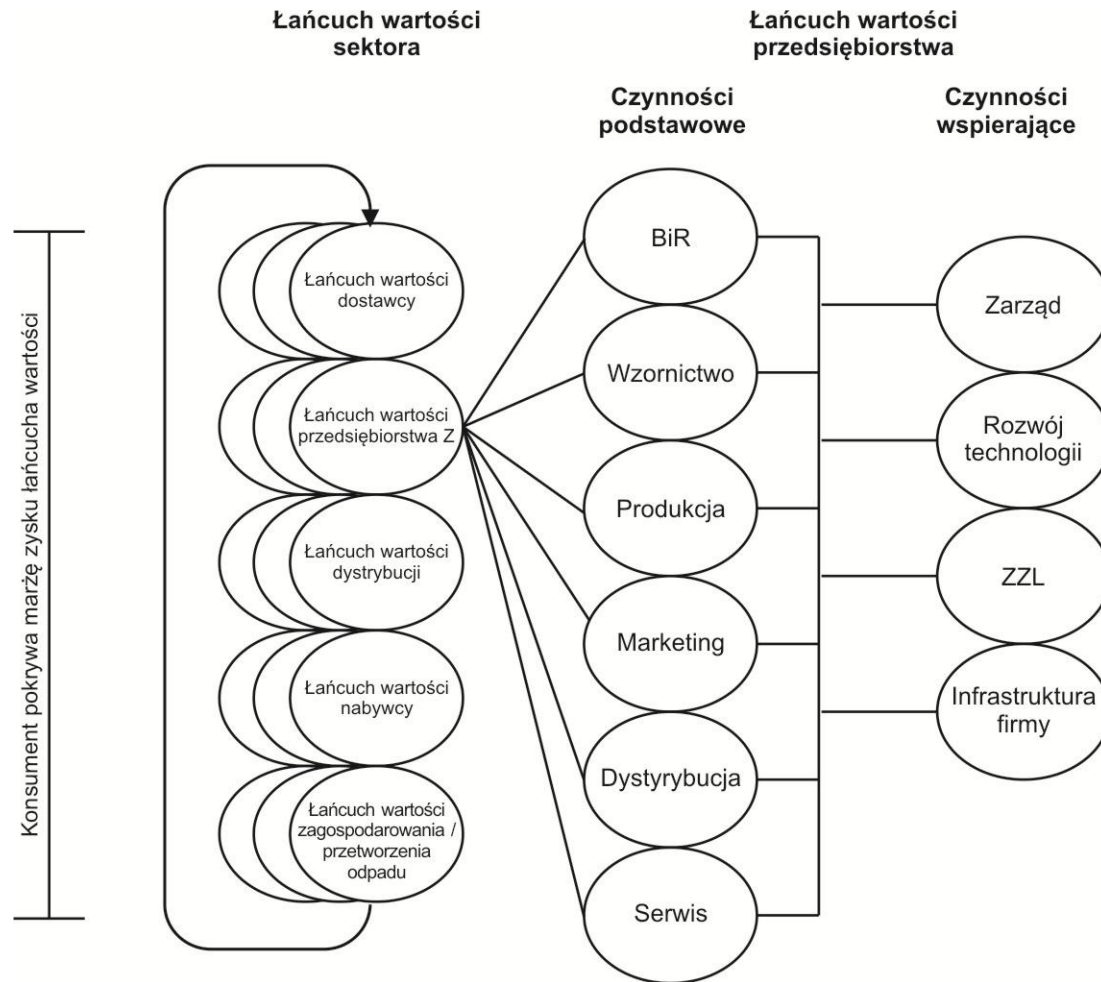 Łańcuch wartości
sektora
Łańcuch wartości
przedsiębiorstwa
Czynności
podstawowe
Czynności
wspierające
Konsument pokrywa marżę zysku łańcucha wartości
Łańcuch wartości
dostawcy
Łańcuch wartości
przedsiębiorstwa Z
Łańcuch wartości
dystrybucji
Łańcuch wartości
nabywcy
Łańcuch wartości
zagospodarowania /
przetworzenia
odpadu
BiR
Wzornictwo
Produkcja
Marketing
Dystyrybucja
Serwis
Zarząd
Rozwój
technologii
ZZL
Infrastruktura
firmy